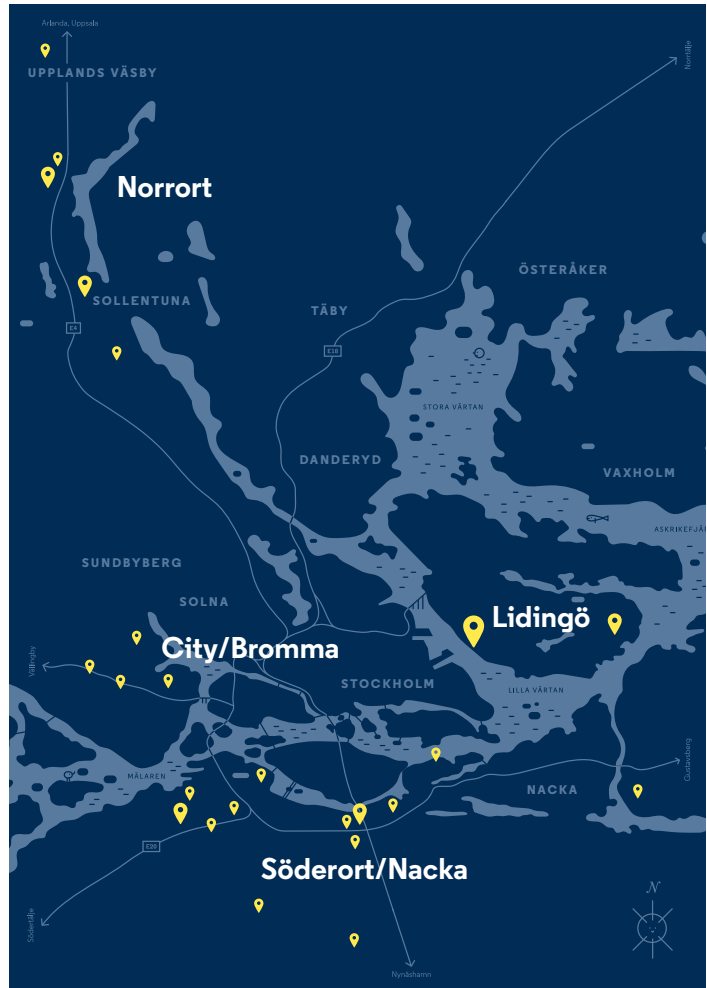 Arlanda, Uppsala
Norrtälje
UPPLANDS VÄSBY
Norrort
ÖSTERÅKER
SOLLENTUNA
TÄBY
E4
E18
STORA VÄRTAN
DANDERYD
VAXHOLM
ASKRIKEFJÄR
SUNDBYBERG
SOLNA
Lidingö
City/Bromma
Vällingby
STOCKHOLM
LILLA VÄRTAN
Gustavsberg
MÄLAREN
NACKA
E20
Söderort/Nacka
N
Södertälje
Nynäshamn